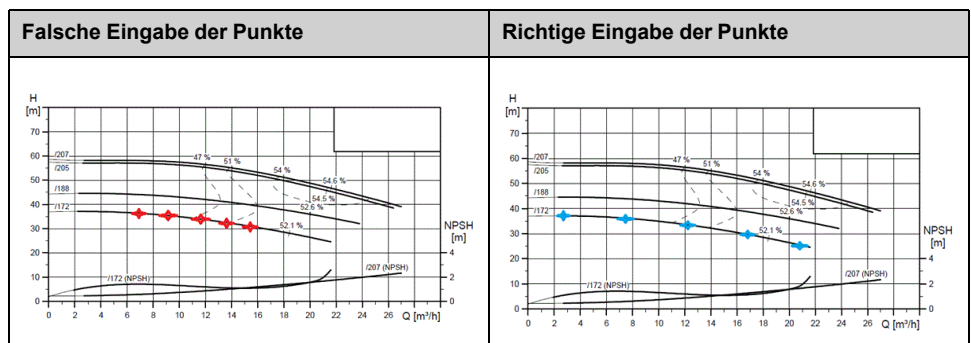 Falsche Eingabe der Punkte
Richtige Eingabe der Punkte
H
[m]
70
60
50
40
30
20
10
0
/207
/205
/188
/172
47 %
51 %
54 %
54.6 %
54.5 %
52.6 %
52.1 %
NPSH
[m]
4
2
0
/172 (NPSH)
/207 (NPSH)
0 2 4 6 8 10 12 14 16 18 20 22 24 26 Q [m³/h]
H
[m]
70
60
50
40
30
20
10
0
/207
/205
/188
/172
47 %
51 %
54 %
54.6 %
54.5 %
52.6 %
52.1 %
NPSH
[m]
4
2
0
/172 (NPSH)
/207 (NPSH)
0 2 4 6 8 10 12 14 16 18 20 22 24 26 Q [m³/h]